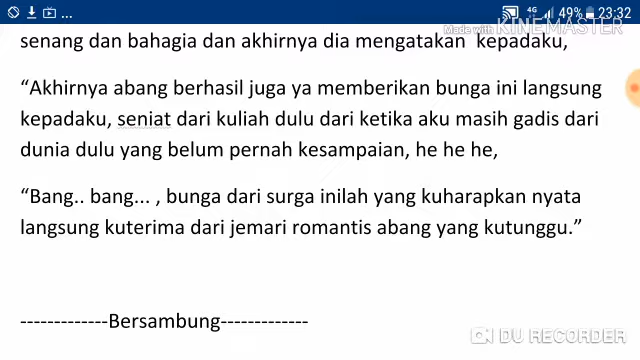 4G 49% 23:32
Made with KINEMASTER
senang dan bahagia dan akhirnya dia mengatakan kepadaku,
“Akhirnya abang berhasil juga ya memberikan bunga ini langsung
kepadaku, seniat dari kuliah dulu dari ketika aku masih gadis dari
dunia dulu yang belum pernah kesampaian, he he he,
“Bang.. bang... , bunga dari surga inilah yang kuharapkan nyata
langsung kuterima dari jemari romantis abang yang kutunggu.”
-------------Bersambung-------------
DU RECORDER